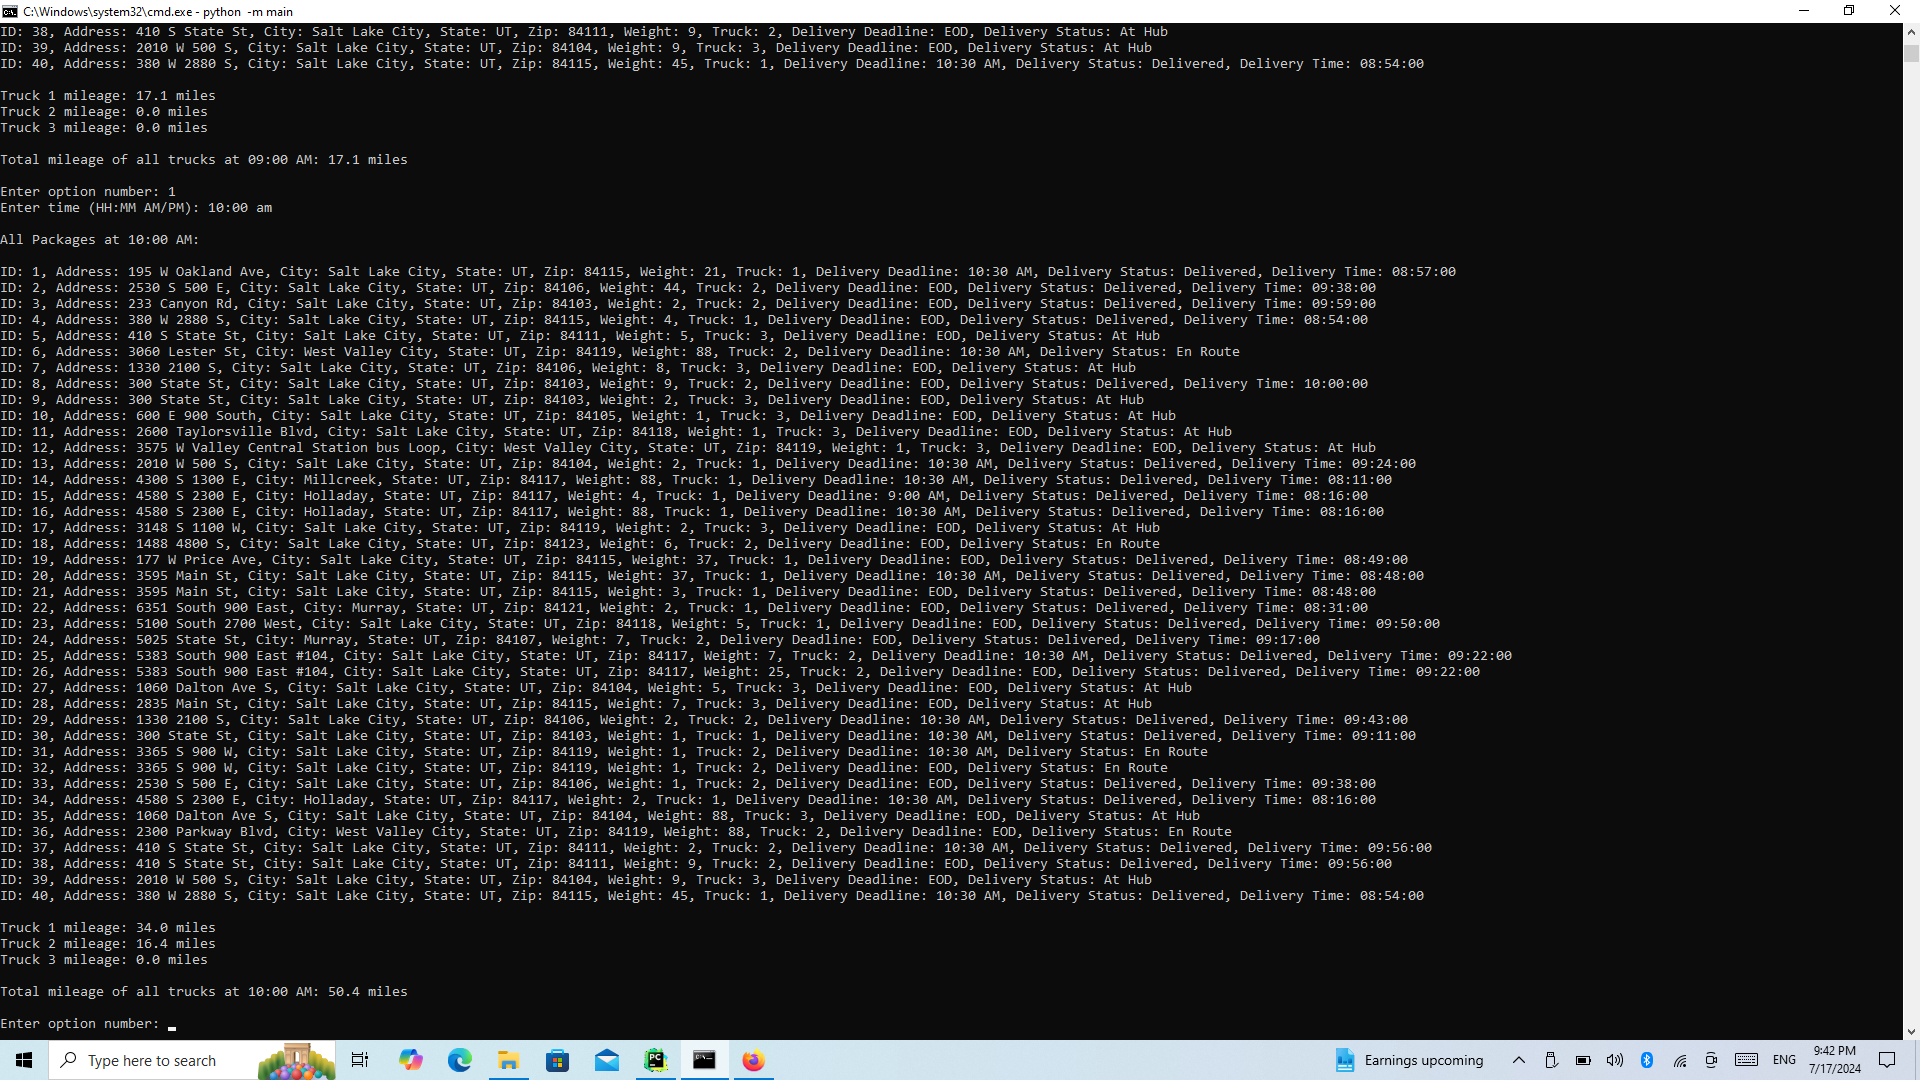 C:\Windows\system32\cmd.exe - python  -m main
ID: 38, Address: 410 S State St, City: Salt Lake City, State: UT, Zip: 84111, Weight: 9, Truck: 2, Delivery Deadline: EOD, Delivery Status: At Hub
ID: 39, Address: 2010 W 500 S, City: Salt Lake City, State: UT, Zip: 84104, Weight: 9, Truck: 3, Delivery Deadline: EOD, Delivery Status: At Hub
ID: 40, Address: 380 W 2880 S, City: Salt Lake City, State: UT, Zip: 84115, Weight: 45, Truck: 1, Delivery Deadline: 10:30 AM, Delivery Status: Delivered, Delivery Time: 08:54:00
Truck 1 mileage: 17.1 miles
Truck 2 mileage: 0.0 miles
Truck 3 mileage: 0.0 miles
Total mileage of all trucks at 09:00 AM: 17.1 miles
Enter option number: 1
Enter time (HH:MM AM/PM): 10:00 am
All Packages at 10:00 AM:
ID: 1, Address: 195 W Oakland Ave, City: Salt Lake City, State: UT, Zip: 84115, Weight: 21, Truck: 1, Delivery Deadline: 10:30 AM, Delivery Status: Delivered, Delivery Time: 08:57:00
ID: 2, Address: 2530 S 500 E, City: Salt Lake City, State: UT, Zip: 84106, Weight: 44, Truck: 2, Delivery Deadline: EOD, Delivery Status: Delivered, Delivery Time: 09:38:00
ID: 3, Address: 233 Canyon Rd, City: Salt Lake City, State: UT, Zip: 84103, Weight: 2, Truck: 2, Delivery Deadline: EOD, Delivery Status: Delivered, Delivery Time: 09:59:00
ID: 4, Address: 380 W 2880 S, City: Salt Lake City, State: UT, Zip: 84115, Weight: 4, Truck: 1, Delivery Deadline: EOD, Delivery Status: Delivered, Delivery Time: 08:54:00
ID: 5, Address: 410 S State St, City: Salt Lake City, State: UT, Zip: 84111, Weight: 5, Truck: 3, Delivery Deadline: EOD, Delivery Status: At Hub
ID: 6, Address: 3060 Lester St, City: West Valley City, State: UT, Zip: 84119, Weight: 88, Truck: 2, Delivery Deadline: 10:30 AM, Delivery Status: En Route
ID: 7, Address: 1330 2100 S, City: Salt Lake City, State: UT, Zip: 84106, Weight: 8, Truck: 3, Delivery Deadline: EOD, Delivery Status: At Hub
ID: 8, Address: 300 State St, City: Salt Lake City, State: UT, Zip: 84103, Weight: 9, Truck: 2, Delivery Deadline: EOD, Delivery Status: Delivered, Delivery Time: 10:00:00
ID: 9, Address: 300 State St, City: Salt Lake City, State: UT, Zip: 84103, Weight: 2, Truck: 3, Delivery Deadline: EOD, Delivery Status: At Hub
ID: 10, Address: 600 E 900 South, City: Salt Lake City, State: UT, Zip: 84105, Weight: 1, Truck: 3, Delivery Deadline: EOD, Delivery Status: At Hub
ID: 11, Address: 2600 Taylorsville Blvd, City: Salt Lake City, State: UT, Zip: 84118, Weight: 1, Truck: 3, Delivery Deadline: EOD, Delivery Status: At Hub
ID: 12, Address: 3575 W Valley Central Station bus Loop, City: West Valley City, State: UT, Zip: 84119, Weight: 1, Truck: 3, Delivery Deadline: EOD, Delivery Status: At Hub
ID: 13, Address: 2010 W 500 S, City: Salt Lake City, State: UT, Zip: 84104, Weight: 2, Truck: 1, Delivery Deadline: 10:30 AM, Delivery Status: Delivered, Delivery Time: 09:24:00
ID: 14, Address: 4300 S 1300 E, City: Millcreek, State: UT, Zip: 84117, Weight: 88, Truck: 1, Delivery Deadline: 10:30 AM, Delivery Status: Delivered, Delivery Time: 08:11:00
ID: 15, Address: 4580 S 2300 E, City: Holladay, State: UT, Zip: 84117, Weight: 4, Truck: 1, Delivery Deadline: 9:00 AM, Delivery Status: Delivered, Delivery Time: 08:16:00
ID: 16, Address: 4580 S 2300 E, City: Holladay, State: UT, Zip: 84117, Weight: 88, Truck: 1, Delivery Deadline: 10:30 AM, Delivery Status: Delivered, Delivery Time: 08:16:00
ID: 17, Address: 3148 S 1100 W, City: Salt Lake City, State: UT, Zip: 84119, Weight: 2, Truck: 3, Delivery Deadline: EOD, Delivery Status: At Hub
ID: 18, Address: 1488 4800 S, City: Salt Lake City, State: UT, Zip: 84123, Weight: 6, Truck: 2, Delivery Deadline: EOD, Delivery Status: En Route
ID: 19, Address: 177 W Price Ave, City: Salt Lake City, State: UT, Zip: 84115, Weight: 37, Truck: 1, Delivery Deadline: EOD, Delivery Status: Delivered, Delivery Time: 08:49:00
ID: 20, Address: 3595 Main St, City: Salt Lake City, State: UT, Zip: 84115, Weight: 37, Truck: 1, Delivery Deadline: 10:30 AM, Delivery Status: Delivered, Delivery Time: 08:48:00
ID: 21, Address: 3595 Main St, City: Salt Lake City, State: UT, Zip: 84115, Weight: 3, Truck: 1, Delivery Deadline: EOD, Delivery Status: Delivered, Delivery Time: 08:48:00
ID: 22, Address: 6351 South 900 East, City: Murray, State: UT, Zip: 84121, Weight: 2, Truck: 1, Delivery Deadline: EOD, Delivery Status: Delivered, Delivery Time: 08:31:00
ID: 23, Address: 5100 South 2700 West, City: Salt Lake City, State: UT, Zip: 84118, Weight: 5, Truck: 1, Delivery Deadline: EOD, Delivery Status: Delivered, Delivery Time: 09:50:00
ID: 24, Address: 5025 State St, City: Murray, State: UT, Zip: 84107, Weight: 7, Truck: 2, Delivery Deadline: EOD, Delivery Status: Delivered, Delivery Time: 09:17:00
ID: 25, Address: 5383 South 900 East #104, City: Salt Lake City, State: UT, Zip: 84117, Weight: 7, Truck: 2, Delivery Deadline: 10:30 AM, Delivery Status: Delivered, Delivery Time: 09:22:00
ID: 26, Address: 5383 South 900 East #104, City: Salt Lake City, State: UT, Zip: 84117, Weight: 25, Truck: 2, Delivery Deadline: EOD, Delivery Status: Delivered, Delivery Time: 09:22:00
ID: 27, Address: 1060 Dalton Ave S, City: Salt Lake City, State: UT, Zip: 84104, Weight: 5, Truck: 3, Delivery Deadline: EOD, Delivery Status: At Hub
ID: 28, Address: 2835 Main St, City: Salt Lake City, State: UT, Zip: 84115, Weight: 7, Truck: 3, Delivery Deadline: EOD, Delivery Status: At Hub
ID: 29, Address: 1330 2100 S, City: Salt Lake City, State: UT, Zip: 84106, Weight: 2, Truck: 2, Delivery Deadline: 10:30 AM, Delivery Status: Delivered, Delivery Time: 09:43:00
ID: 30, Address: 300 State St, City: Salt Lake City, State: UT, Zip: 84103, Weight: 1, Truck: 1, Delivery Deadline: 10:30 AM, Delivery Status: Delivered, Delivery Time: 09:11:00
ID: 31, Address: 3365 S 900 W, City: Salt Lake City, State: UT, Zip: 84119, Weight: 1, Truck: 2, Delivery Deadline: 10:30 AM, Delivery Status: En Route
ID: 32, Address: 3365 S 900 W, City: Salt Lake City, State: UT, Zip: 84119, Weight: 1, Truck: 2, Delivery Deadline: EOD, Delivery Status: En Route
ID: 33, Address: 2530 S 500 E, City: Salt Lake City, State: UT, Zip: 84106, Weight: 1, Truck: 2, Delivery Deadline: EOD, Delivery Status: Delivered, Delivery Time: 09:38:00
ID: 34, Address: 4580 S 2300 E, City: Holladay, State: UT, Zip: 84117, Weight: 2, Truck: 1, Delivery Deadline: 10:30 AM, Delivery Status: Delivered, Delivery Time: 08:16:00
ID: 35, Address: 1060 Dalton Ave S, City: Salt Lake City, State: UT, Zip: 84104, Weight: 88, Truck: 3, Delivery Deadline: EOD, Delivery Status: At Hub
ID: 36, Address: 2300 Parkway Blvd, City: West Valley City, State: UT, Zip: 84119, Weight: 88, Truck: 2, Delivery Deadline: EOD, Delivery Status: En Route
ID: 37, Address: 410 S State St, City: Salt Lake City, State: UT, Zip: 84111, Weight: 2, Truck: 2, Delivery Deadline: 10:30 AM, Delivery Status: Delivered, Delivery Time: 09:56:00
ID: 38, Address: 410 S State St, City: Salt Lake City, State: UT, Zip: 84111, Weight: 9, Truck: 2, Delivery Deadline: EOD, Delivery Status: Delivered, Delivery Time: 09:56:00
ID: 39, Address: 2010 W 500 S, City: Salt Lake City, State: UT, Zip: 84104, Weight: 9, Truck: 3, Delivery Deadline: EOD, Delivery Status: At Hub
ID: 40, Address: 380 W 2880 S, City: Salt Lake City, State: UT, Zip: 84115, Weight: 45, Truck: 1, Delivery Deadline: 10:30 AM, Delivery Status: Delivered, Delivery Time: 08:54:00
Truck 1 mileage: 34.0 miles
Truck 2 mileage: 16.4 miles
Truck 3 mileage: 0.0 miles
Total mileage of all trucks at 10:00 AM: 50.4 miles
Enter option number:
Type here to search
PC
Earnings upcoming
ENG
9:42 PM
7/17/2024